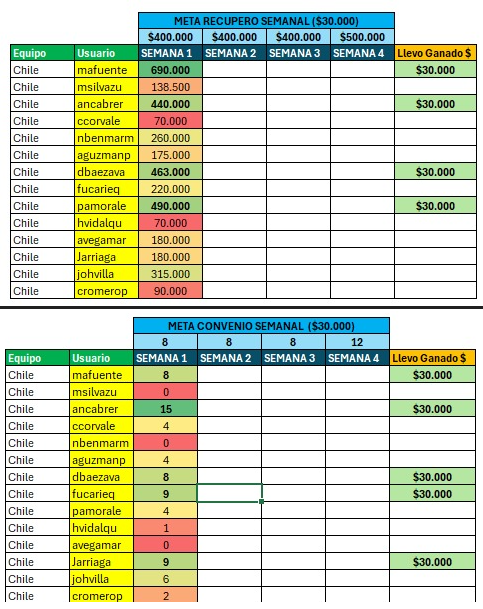 META RECUPERO SEMANAL ($30.000)
$400.000 $400.000 $400.000 $500.000
Equipo Usuario SEMANA 1 SEMANA 2 SEMANA 3 SEMANA 4 Llevo Ganado $
Chile mafuente 690.000 $30.000
Chile msilvazu 138.500
Chile ancabrer 440.000 $30.000
Chile ccorvale 70.000
Chile nbenmarm 260.000
Chile aguzmanp 175.000
Chile dbaezava 463.000 $30.000
Chile fucarieq 220.000
Chile pamorale 490.000 $30.000
Chile hvidalqu 70.000
Chile avegamar 180.000
Chile Jarriaga 180.000
Chile johvilla 315.000
Chile cromerop 90.000
META CONVENIO SEMANAL ($30.000)
8 8 8 12
Equipo Usuario SEMANA 1 SEMANA 2 SEMANA 3 SEMANA 4 Llevo Ganado $
Chile mafuente 8 $30.000
Chile msilvazu 0
Chile ancabrer 15 $30.000
Chile ccorvale 4
Chile nbenmarm 0
Chile aguzmanp 4
Chile dbaezava 8 $30.000
Chile fucarieq 9 $30.000
Chile pamorale 4
Chile hvidalqu 1
Chile avegamar 0
Chile Jarriaga 9 $30.000
Chile johvilla 6
Chile cromerop 2